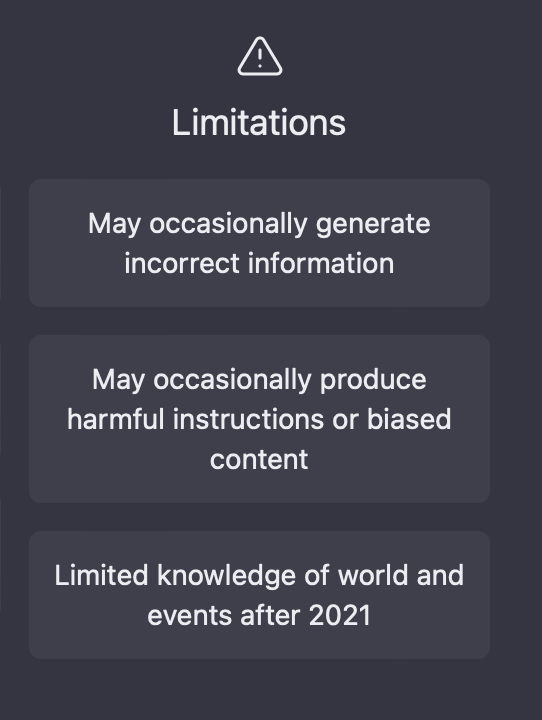 Limitations
May occasionally generate
incorrect information
May occasionally produce
harmful instructions or biased
content
Limited knowledge of world and
events after 2021